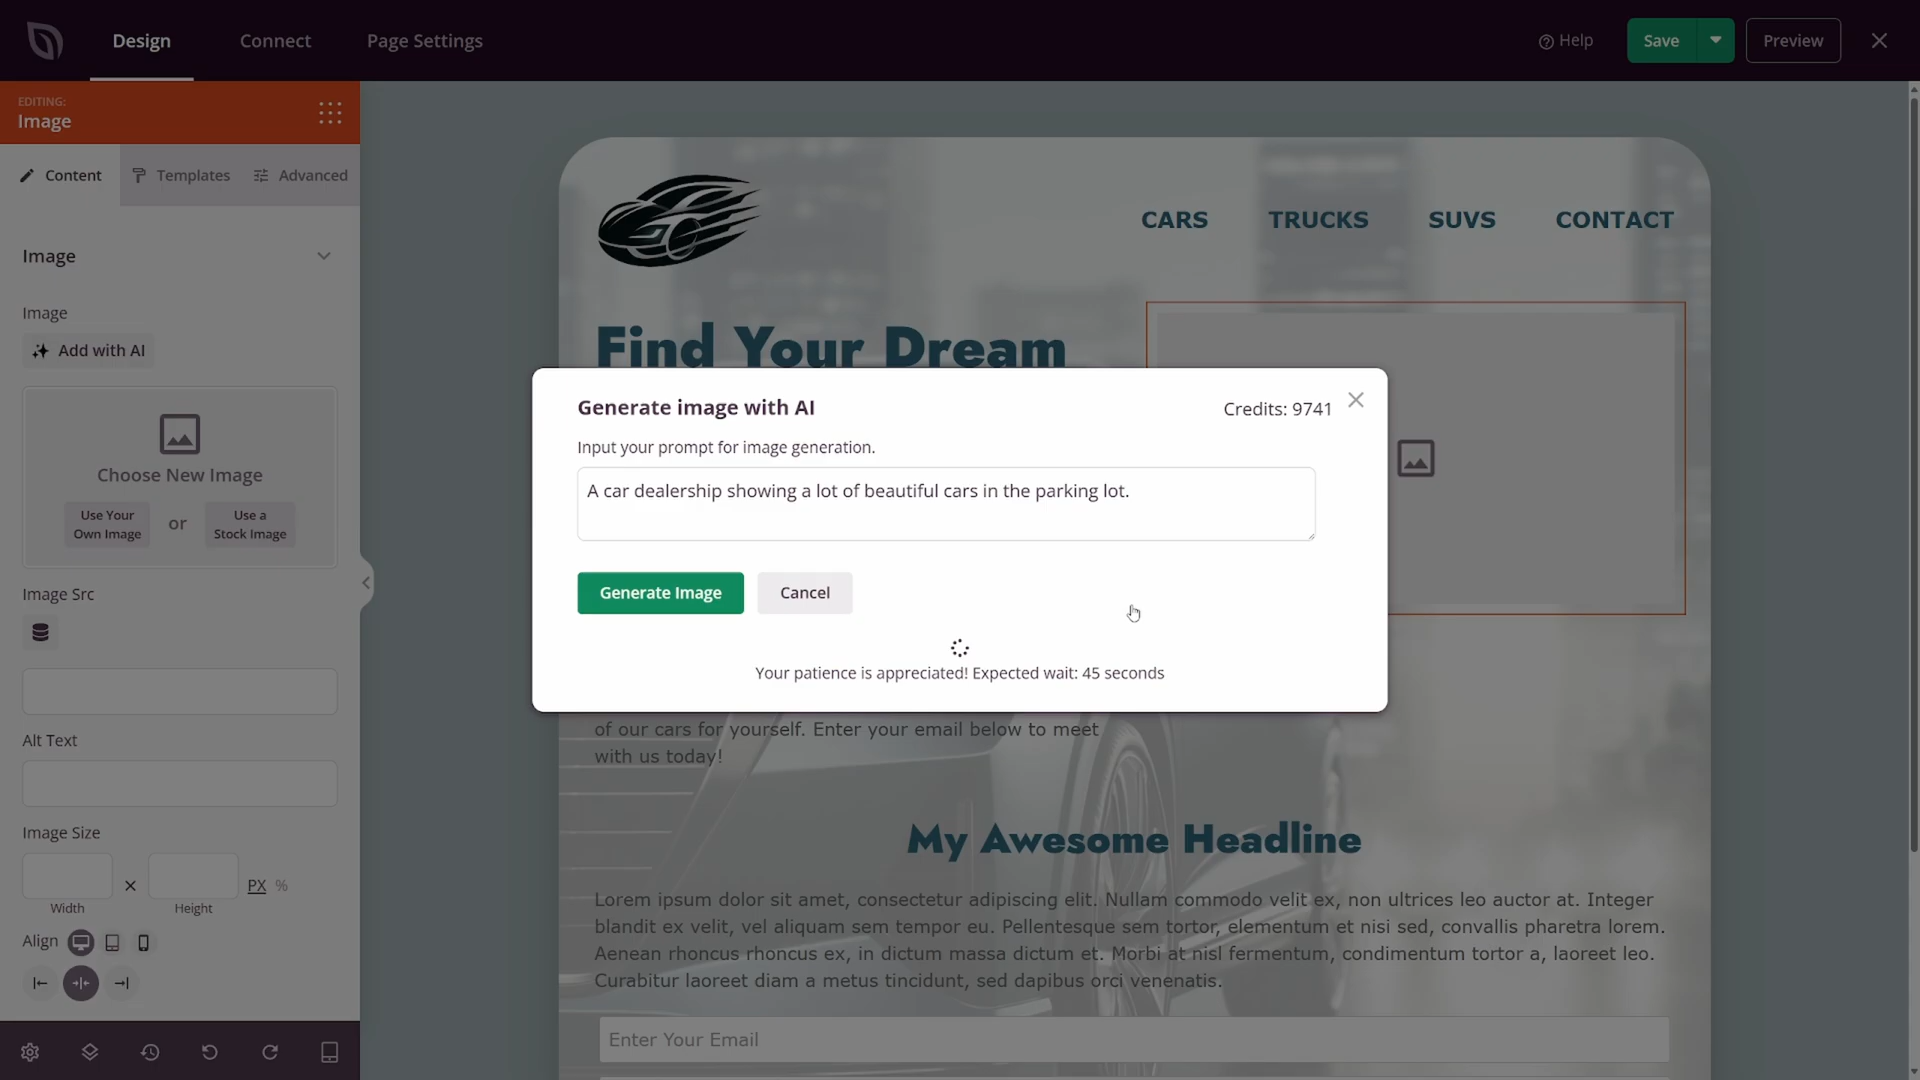 Design
Connect
Page Settings
Help
Save
Preview
EDITING:
Image
Content
Templates
Advanced
Image
Image
Add with AI
Choose New Image
Use Your
Own Image
or
Use a
Stock Image
Image Src
Alt Text
Image Size
PX %
Width
Height
Align
CARS
TRUCKS
SUVS
CONTACT
Find Your Dream
Generate image with AI
Credits: 9741
Input your prompt for image generation.
A car dealership showing a lot of beautiful cars in the parking lot.
Generate Image
Cancel
Your patience is appreciated! Expected wait: 45 seconds
of our cars for yourself. Enter your email below to meet
with us today!
My Awesome Headline
Lorem ipsum dolor sit amet, consectetur adipiscing elit. Nullam commodo velit ex, non ultrices leo auctor at. Integer
blandit ex velit, vel aliquam sem tempor eu. Pellentesque sem tortor, elementum et nisi sed, convallis pharetra lorem.
Aenean rhoncus rhoncus ex, in dictum massa dictum et. Morbi at nisl fermentum, condimentum tortor a, laoreet leo.
Curabitur laoreet diam a metus tincidunt, sed dapibus orci venenatis.
Enter Your Email